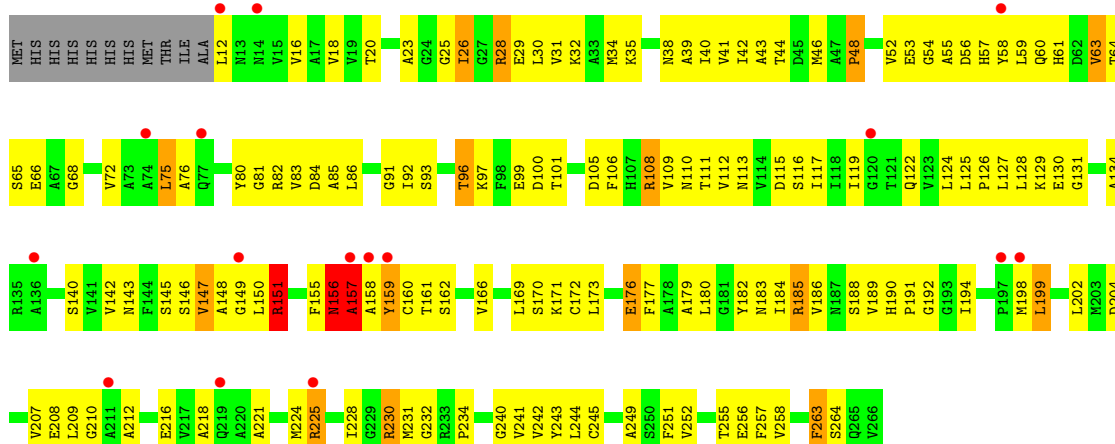 MET HIS HIS HIS HIS HIS HIS MET THR ILE ALA L12 N13 N14 V15 V16 A17 V18 V19 T20 A23 G24 G25 I26 G27 R28 E29 L30 V31 K32 A33 M34 K35 N38 A39 I40 V41 I42 A43 T44 D45 M46 A47 P48 V52 E53 G54 A55 D56 H57 Y58 L59 Q60 H61 D62 V63 T64
S65 E66 A67 G68 V72 A73 A74 L75 A76 Q77 Y80 G81 R82 V83 D84 A85 L86 G91 I92 S93 T96 K97 F98 E99 D100 T101 D105 F106 H107 R108 V109 N110 T111 V112 N113 V114 D115 S116 I117 I118 I119 G120 T121 Q122 V123 L124 L125 P126 L127 L128 K129 E130 G131 A134
R135 A136 S140 V141 V142 N143 F144 S145 S146 V147 A148 G149 L150 R151 F155 N156 A157 A158 Y159 C160 T161 S162 V166 L169 S170 K171 C172 L173 E176 F177 A178 A179 L180 G181 Y182 N183 I184 R185 V186 N187 S188 V189 H190 P191 G192 G193 I194 P197 M198 L199 L202 M203
V207 E208 L209 G210 A211 A212 E216 V217 A218 Q219 A220 A221 M224 R225 I228 G229 R230 M231 G232 R233 P234 G240 V241 V242 Y243 L244 C245 A249 S250 F251 V252 T255 E256 F257 V258 F263 S264 Q265 V266